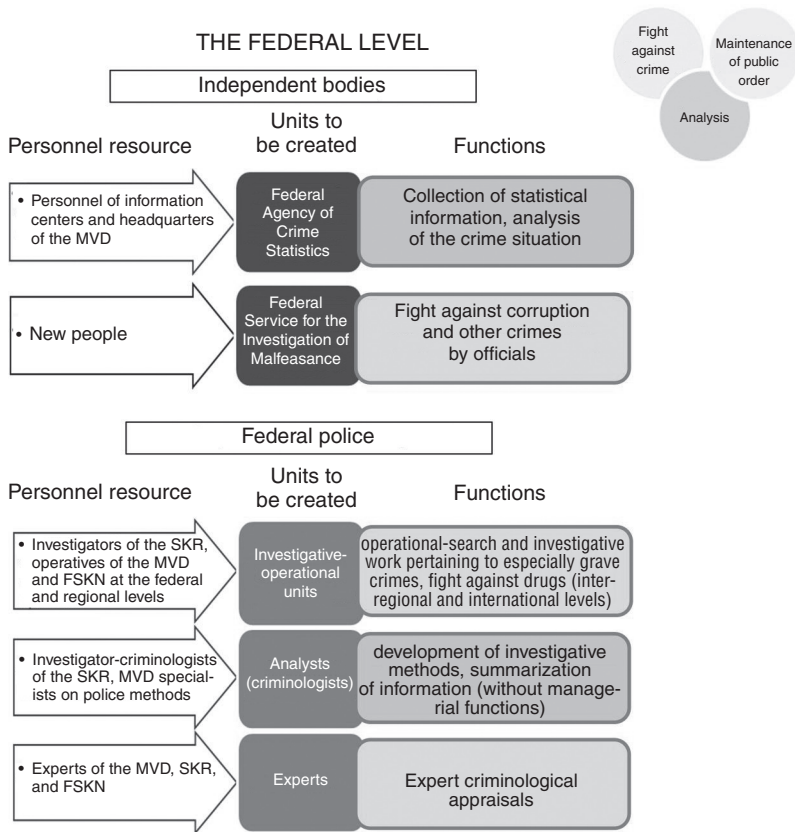 THE FEDERAL LEVEL
Fight
against
crime
Maintenance
of public
order
Analysis
Independent bodies
Personnel resource
Units to
be created
Functions
• Personnel of information
centers and headquarters
of the MVD
Federal
Agency of
Crime
Statistics
Collection of statistical
information, analysis
of the crime situation
• New people
Federal
Service for the
Investigation of
Malfeasance
Fight against corruption
and other crimes
by officials
Federal police
Personnel resource
Units to
be created
Functions
• Investigators of the SKR,
operatives of the MVD
and FSKN at the federal
and regional levels
Investigative-
operational
units
operational-search and investigative
work pertaining to especially grave
crimes, fight against drugs (inter-
regional and international levels)
• Investigator-criminologists
of the SKR, MVD special-
ists on police methods
Analysts
(criminologists)
development of investigative
methods, summarization
of information (without manage-
rial functions)
• Experts of the MVD, SKR,
and FSKN
Experts
Expert criminological
appraisals